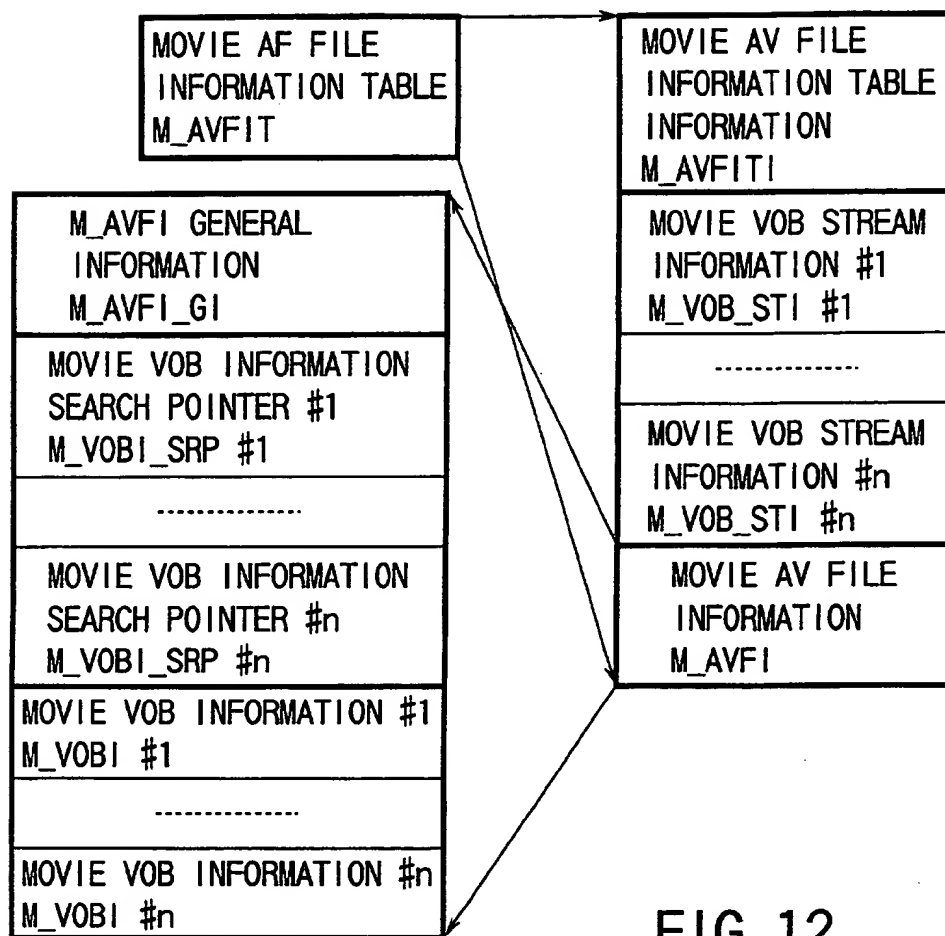 MOVIE AF FILE
INFORMATION TABLE
M_AVFIT
MOVIE AV FILE
INFORMATION TABLE
INFORMATION
M_AVFITI
MOVIE VOB STREAM
INFORMATION #1
M_VOB_STI #1
MOVIE VOB STREAM
INFORMATION #n
M_VOB_STI #n
MOVIE AV FILE
INFORMATION
M_AVFI
M_AVFI GENERAL
INFORMATION
M_AVFI_GI
MOVIE VOB INFORMATION
SEARCH POINTER #1
M_VOBI_SRP #1
MOVIE VOB INFORMATION
SEARCH POINTER #n
M_VOBI_SRP #n
MOVIE VOB INFORMATION #1
M_VOBI #1
MOVIE VOB INFORMATION #n
M_VOBI #n
FIG. 12